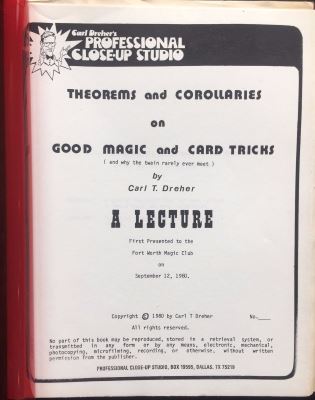 Carl Dreher's
PROFESSIONAL
CLOSE-UP STUDIO
THEOREMS and COROLLARIES
on
GOOD MAGIC and CARD TRICKS
( and why the twain rarely ever meet )
by
Carl T. Dreher
A LECTURE
First Presented to the
Fort Worth Magic Club
on
September 12, 1980.
Copyright © 1980 by Carl T Dreher No.____
All rights reserved.
No part of this book may be reproduced, stored in a retrieval system, or
transmitted in any form or by any means, electronic, mechanical,
photocopying, microfilming, recording, or otherwise, without written
permission from the publisher.
PROFESSIONAL CLOSE-UP STUDIO, BOX 19595, DALLAS, TX 75219